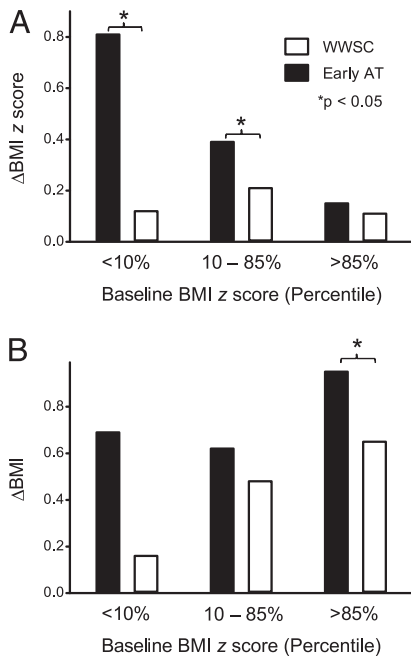 A
ΔBMI z score
0.8
0.6
0.4
0.2
0.0
*
*
WWSC
Early AT
*p < 0.05
<10%
10 – 85%
>85%
Baseline BMI z score (Percentile)
B
ΔBMI
0.8
0.6
0.4
0.2
0.0
*
<10%
10 – 85%
>85%
Baseline BMI z score (Percentile)